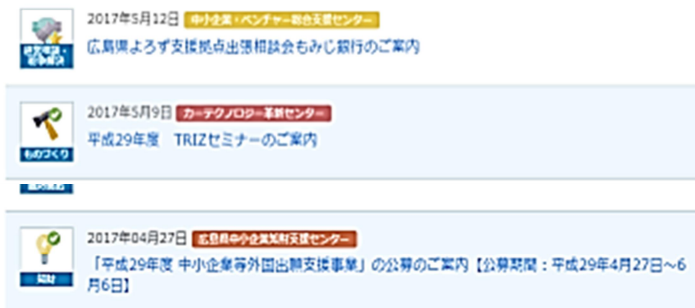 2017年5月12日 中小企業・ベンチャー総合支援センター
広島県よろず支援拠点出張相談会もみじ銀行のご案内
2017年5月9日 カーテクノロジー革新センター
ものづくり
平成29年度 TRIZセミナーのご案内
2017年04月27日 広島県中小企業知財支援センター
知財
「平成29年度 中小企業等外国出願支援事業」の公募のご案内【公募期間：平成29年4月27日～6
月6日】